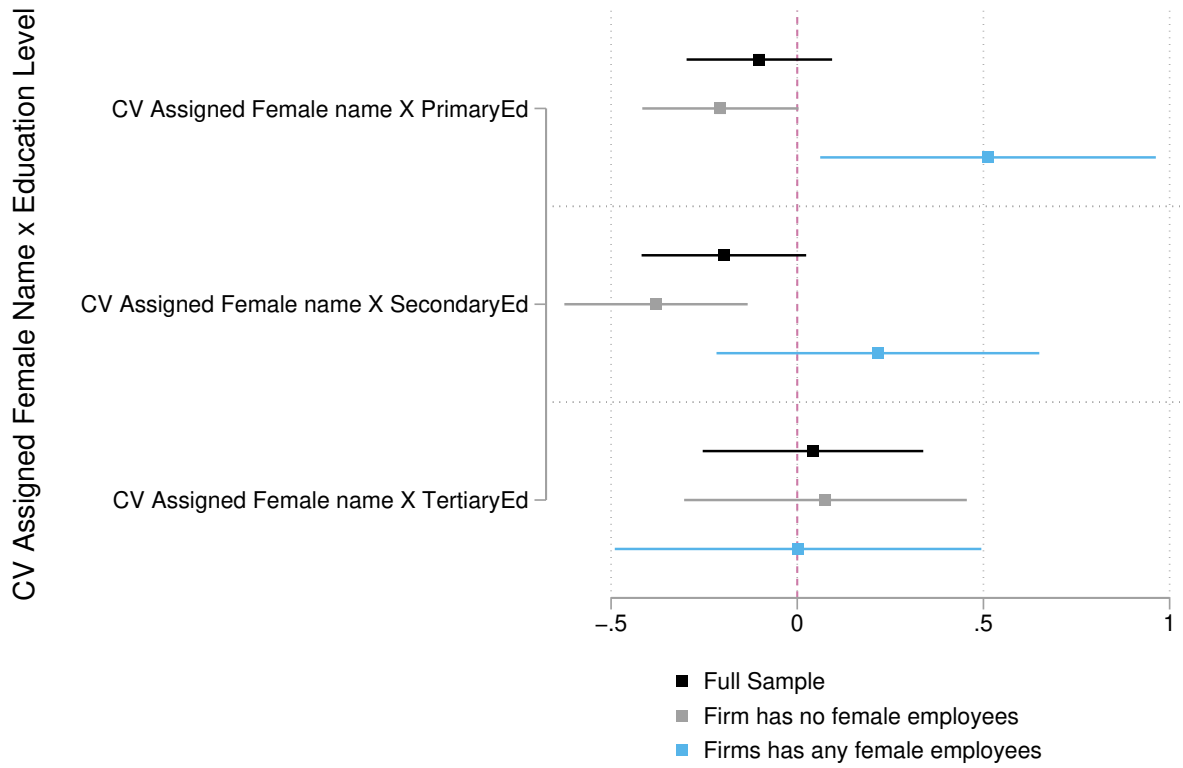 CV Assigned Female Name x Education Level
CV Assigned Female name X PrimaryEd
CV Assigned Female name X SecondaryEd
CV Assigned Female name X TertiaryEd
−.5 0 .5 1
Full Sample
Firm has no female employees
Firms has any female employees